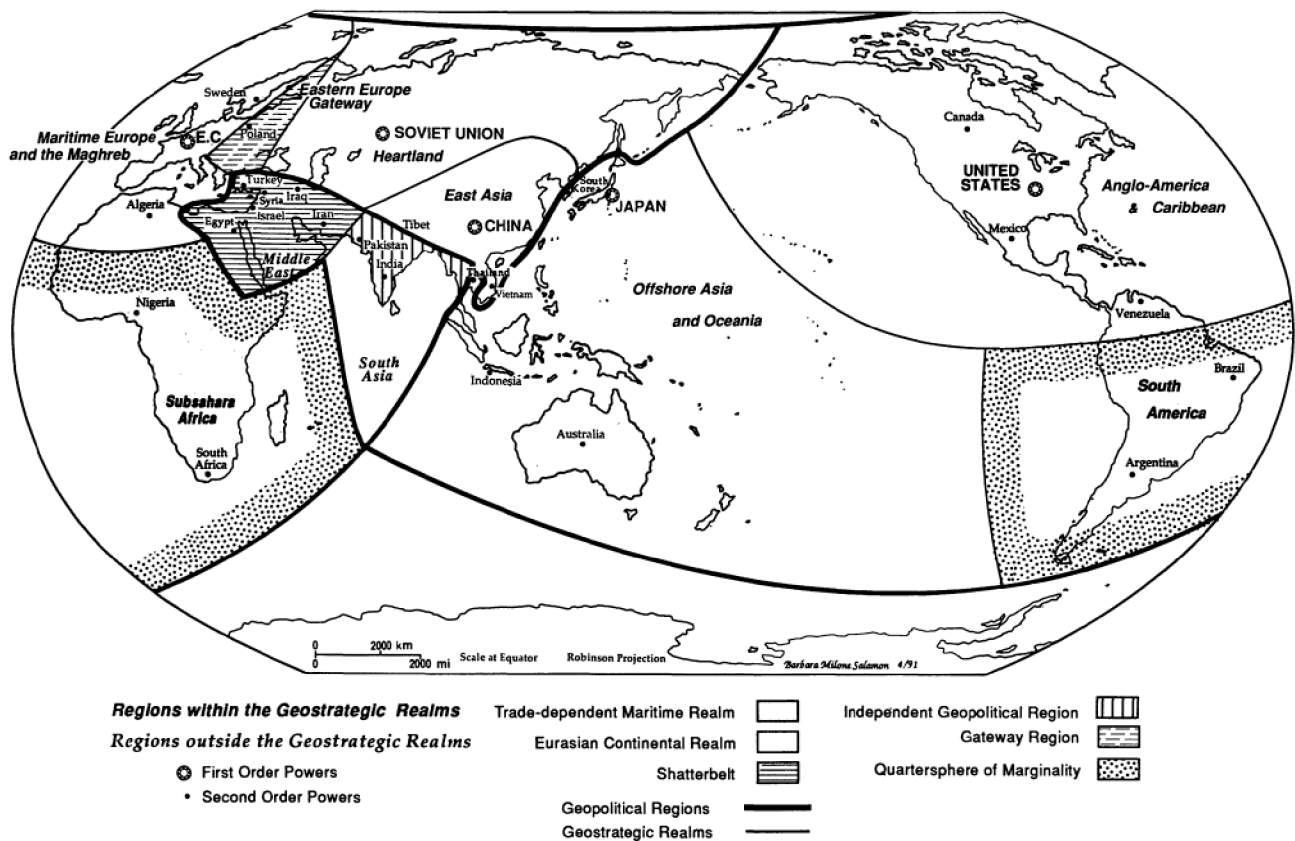 Sweden
Eastern Europe
Gateway
Maritime Europe
and the Maghreb
E.C.
Poland
SOVIET UNION
Heartland
Canada
UNITED
STATES
Anglo-America
& Caribbean
Mexico
Turkey
Syria
Iraq
Israel
Iran
Egypt
Algeria
Middle
East
East Asia
CHINA
Tibet
South
Korea
JAPAN
Pakistan
India
Thailand
Vietnam
Offshore Asia
and Oceania
Nigeria
Venezuela
South
Asia
Indonesia
Subsahara
Africa
South
Africa
Australia
Brazil
South
America
Argentina
0 2000 km
0 2000 mi
Scale at Equator Robinson Projection
Barbara Milone Salamon 4/91
Regions within the Geostrategic Realms
Regions outside the Geostrategic Realms
First Order Powers
Second Order Powers
Trade-dependent Maritime Realm
Eurasian Continental Realm
Shatterbelt
Geopolitical Regions
Geostrategic Realms
Independent Geopolitical Region
Gateway Region
Quartersphere of Marginality